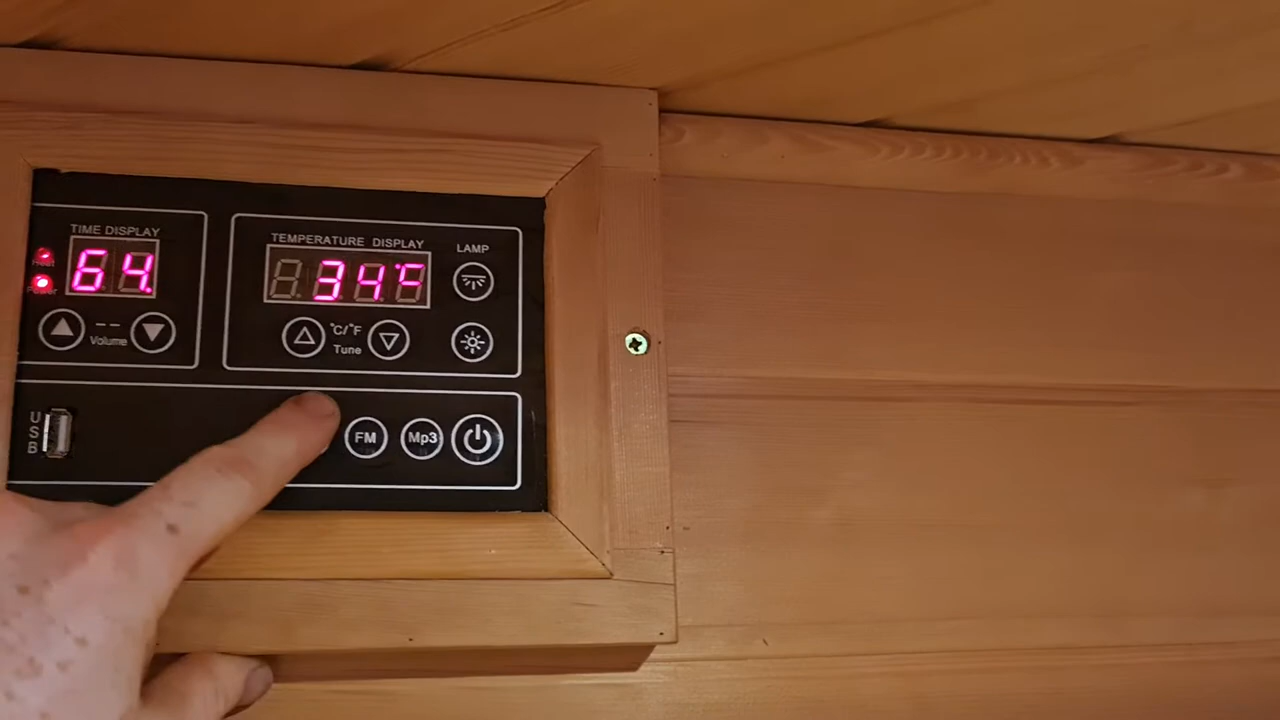 TIME DISPLAY
64
Volume
TEMPERATURE DISPLAY
34°C
°C/°F
Tune
LAMP
USB
FM
Mp3